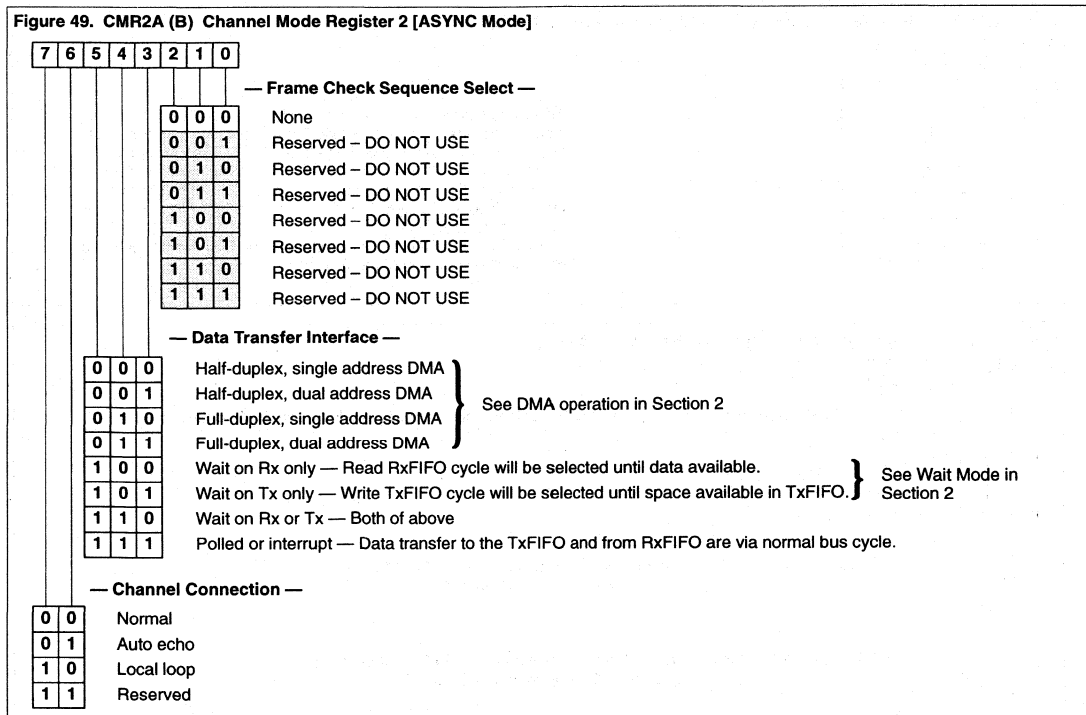 Figure 49. CMR2A (B) Channel Mode Register 2 [ASYNC Mode]
7 6 5 4 3 2 1 0
— Frame Check Sequence Select —
0 0 0 None
0 0 1 Reserved – DO NOT USE
0 1 0 Reserved – DO NOT USE
0 1 1 Reserved – DO NOT USE
1 0 0 Reserved – DO NOT USE
1 0 1 Reserved – DO NOT USE
1 1 0 Reserved – DO NOT USE
1 1 1 Reserved – DO NOT USE
— Data Transfer Interface —
0 0 0 Half-duplex, single address DMA
0 0 1 Half-duplex, dual address DMA
0 1 0 Full-duplex, single address DMA
0 1 1 Full-duplex, dual address DMA
See DMA operation in Section 2
1 0 0 Wait on Rx only — Read RxFIFO cycle will be selected until data available.
1 0 1 Wait on Tx only — Write TxFIFO cycle will be selected until space available in TxFIFO.
See Wait Mode in
Section 2
1 1 0 Wait on Rx or Tx — Both of above
1 1 1 Polled or interrupt — Data transfer to the TxFIFO and from RxFIFO are via normal bus cycle.
— Channel Connection —
0 0 Normal
0 1 Auto echo
1 0 Local loop
1 1 Reserved